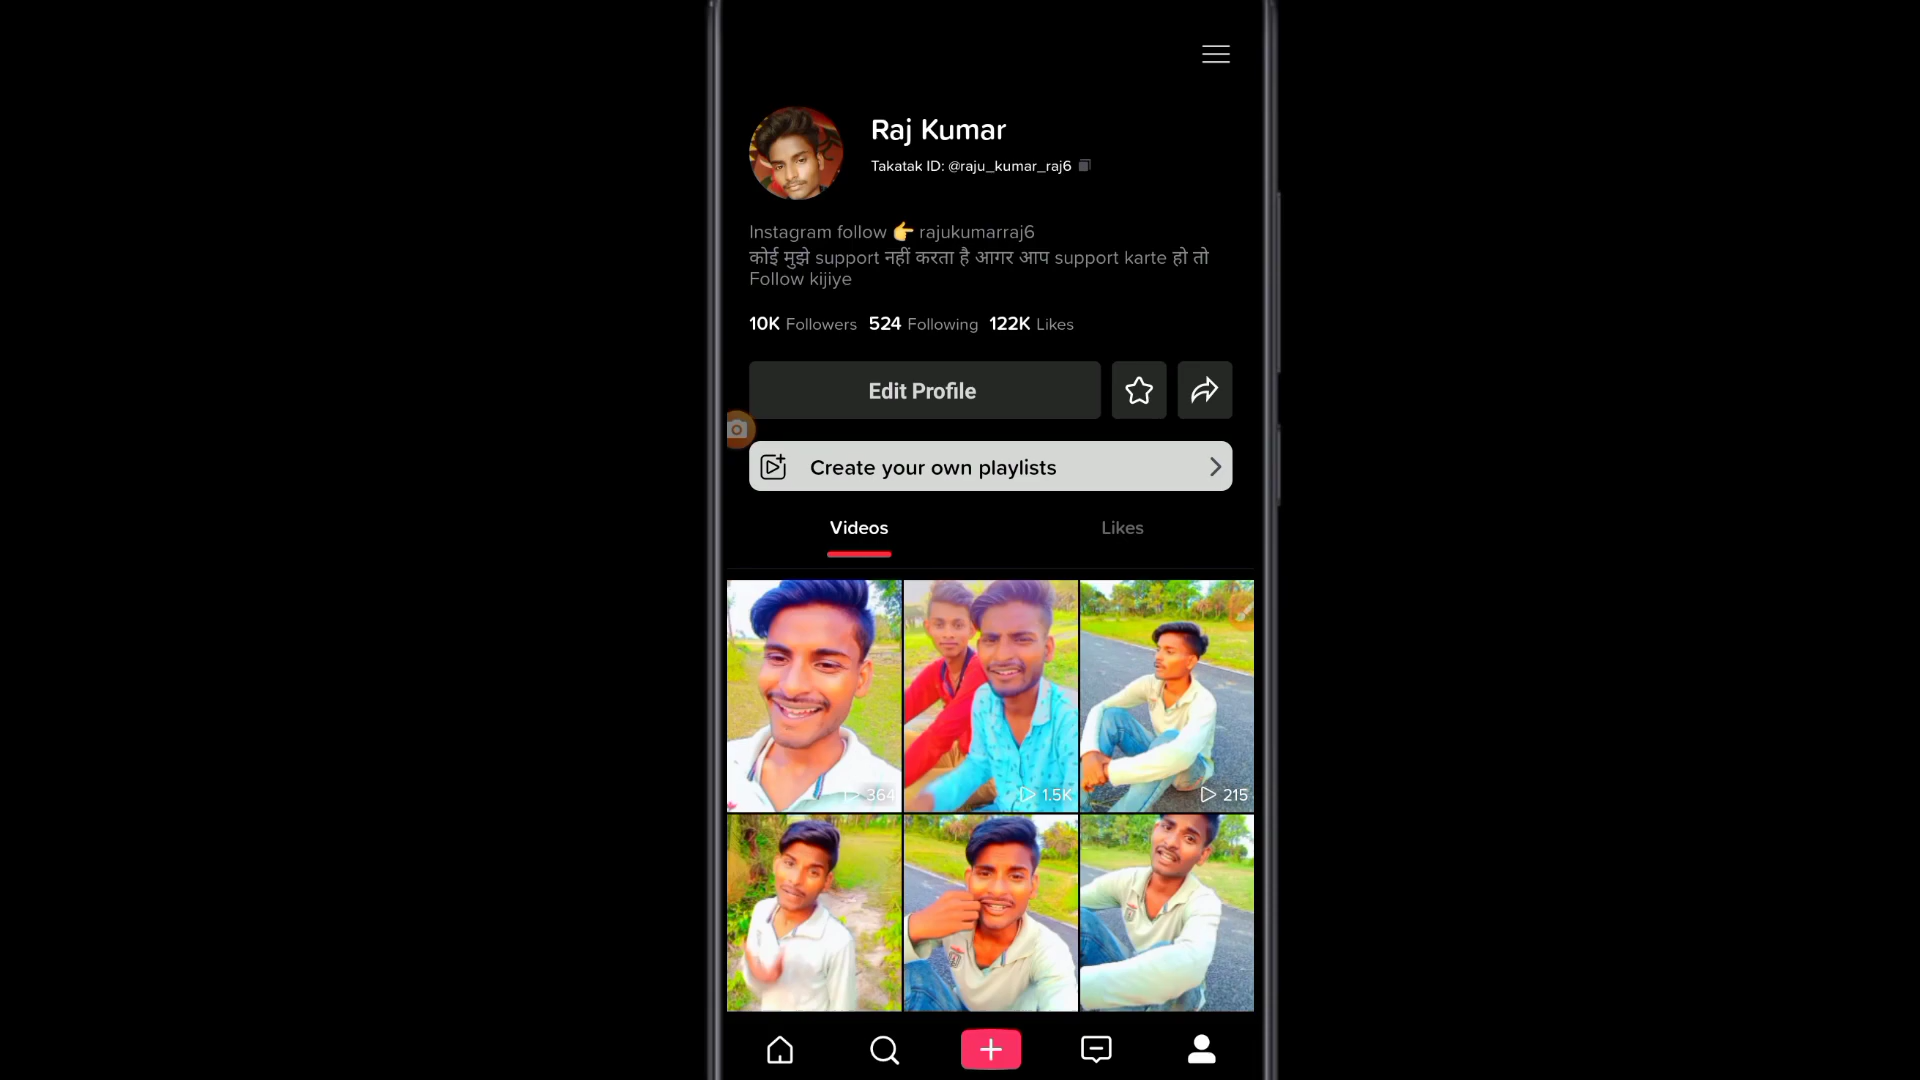 Raj Kumar
Takatak ID: @raju_kumar_raj6
Instagram follow 👉 rajukumarraj6
कोई मुझे support नहीं करता है आगर आप support karte हो तो
Follow kijiye
10K Followers 524 Following 122K Likes
Edit Profile
Create your own playlists
Videos Likes
364 1.5K 215